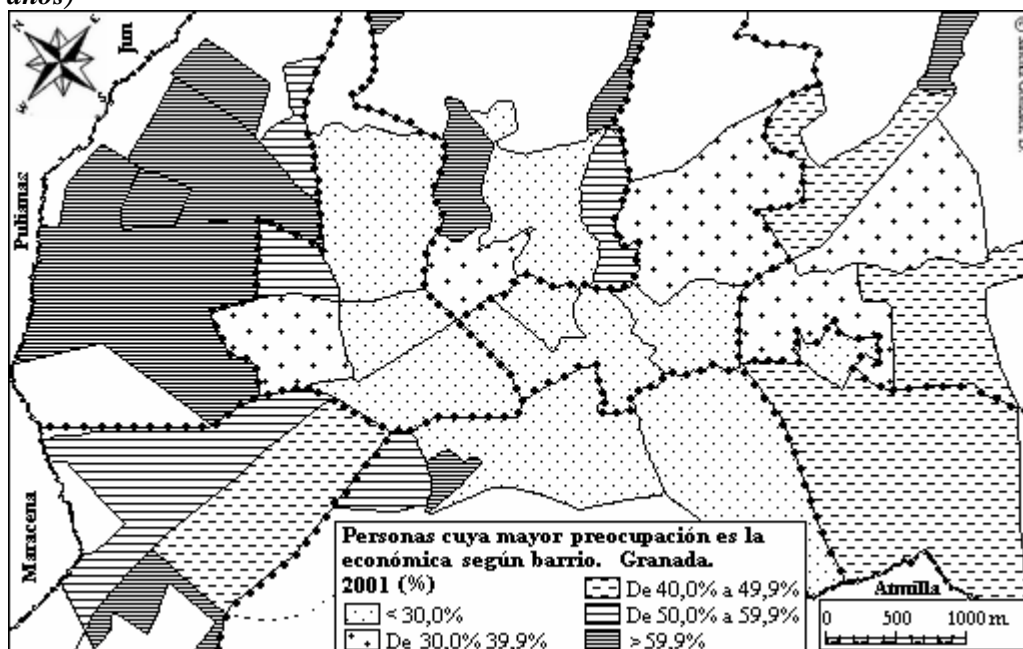 años)
N
E
W
S
Jun
Pulianas
Maracena
Personas cuya mayor preocupación es la
económica según barrio. Granada.
2001 (%)
< 30,0%
De 30,0% 39,9%
De 40,0% a 49,9%
De 50,0% a 59,9%
> 59,9%
Armilla
0 500 1000 m.